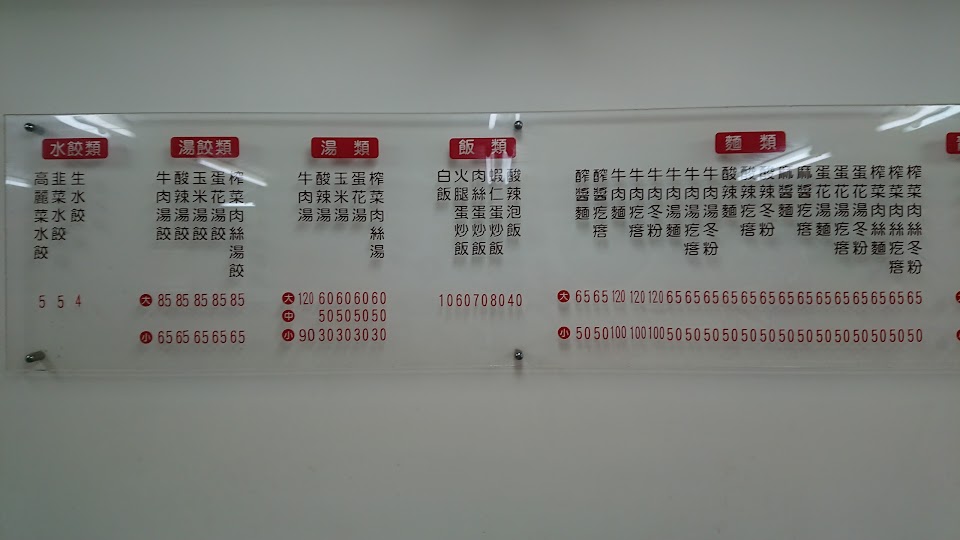 水餃類
高麗菜水餃
韭菜水餃
生水餃
5 5 4
湯餃類
牛肉湯餃
酸辣湯餃
玉米湯餃
蛋花湯餃
榨菜肉絲湯餃
大 85 85 85 85 85
小 65 65 65 65 65
湯類
牛肉湯
酸辣湯
玉米湯
蛋花湯
榨菜肉絲湯
大 120 60 60 60 60
中 50 50 50 50
小 90 30 30 30 30
飯類
白飯
火腿蛋炒飯
肉絲蛋炒飯
蝦仁蛋炒飯
酸辣泡飯
10 60 70 80 40
麵類
醡醬麵
醡醬疙瘩
牛肉麵
牛肉疙瘩
牛肉冬粉
牛肉湯麵
牛肉湯疙瘩
牛肉湯冬粉
酸辣麵
酸辣疙瘩
酸辣冬粉
麻醬麵
麻醬疙瘩
蛋花湯麵
蛋花湯疙瘩
蛋花湯冬粉
榨菜肉絲麵
榨菜肉絲疙瘩
榨菜肉絲冬粉
大 65 65 120 120 120 65 65 65 65 65 65 65 65 65 65 65 65 65 65
小 50 50 100 100 100 50 50 50 50 50 50 50 50 50 50 50 50 50 50